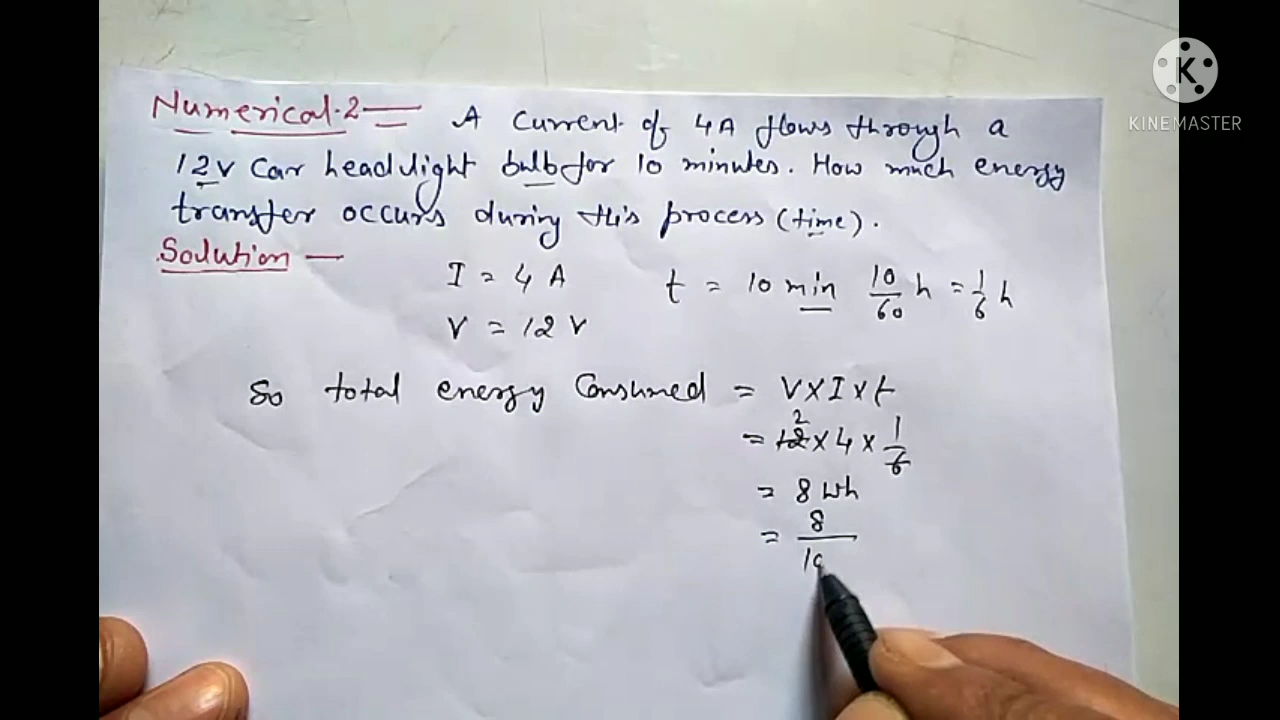 Numerical.2 — A current of 4A flows through a
12V car headlight bulb for 10 minutes. How much energy
transfer occurs during this process (time).
Solution —
I = 4 A t = 10 min 10/60 h = 1/6 h
V = 12 V
So total energy Consumed = V×I×t
= 12 2 × 4 × 1/6
= 8 wh
= 8/10
K
KINEMASTER